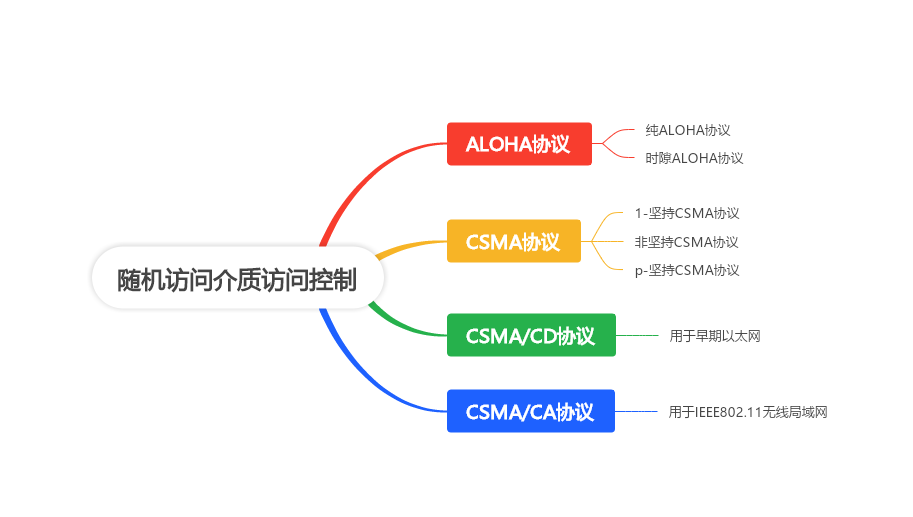 随机访问介质访问控制
ALOHA协议
纯ALOHA协议
时隙ALOHA协议
CSMA协议
1-坚持CSMA协议
非坚持CSMA协议
p-坚持CSMA协议
CSMA/CD协议
用于早期以太网
CSMA/CA协议
用于IEEE802.11无线局域网